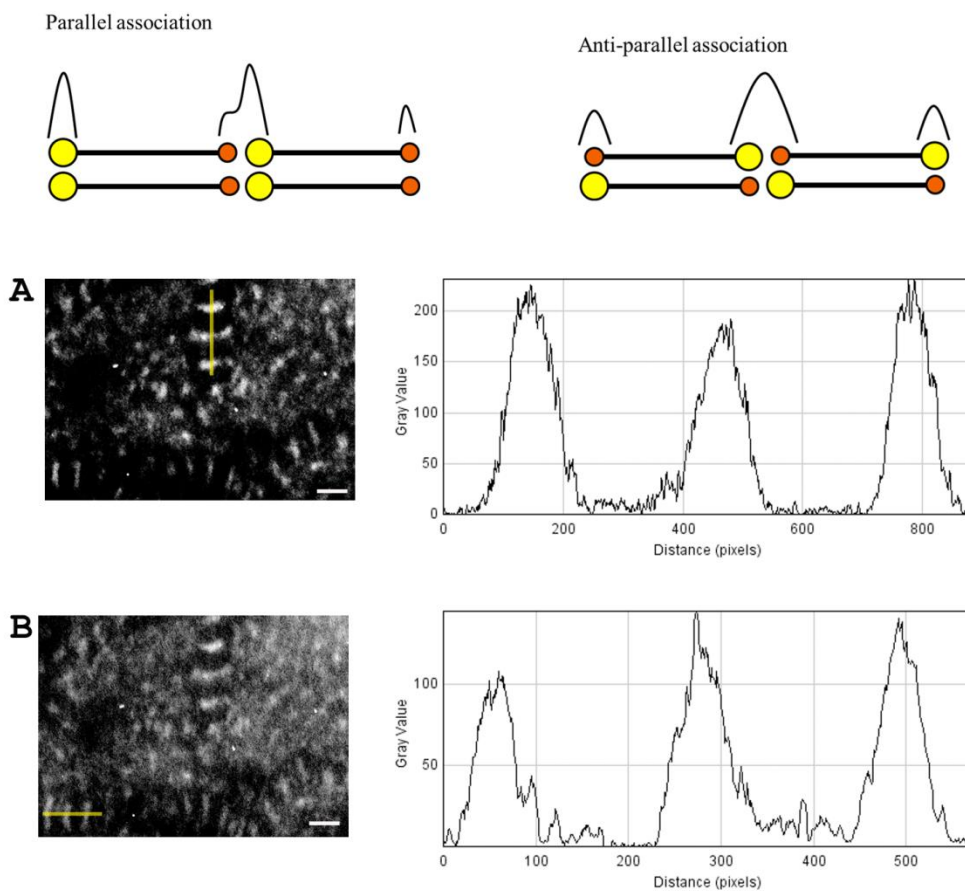 Parallel association
Anti-parallel association
A
200
150
100
50
0
Gray Value
0 200 400 600 800
Distance (pixels)
B
100
50
Gray Value
0 100 200 300 400 500
Distance (pixels)